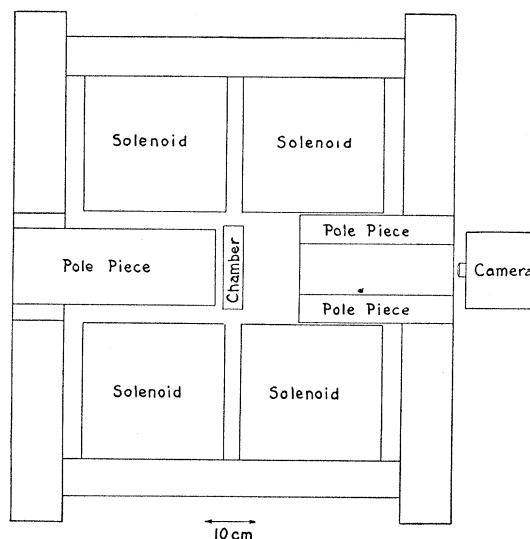 Solenoid
Solenoid
Pole Piece
Pole Piece
Chamber
Camera
Pole Piece
Solenoid
Solenoid
10 cm